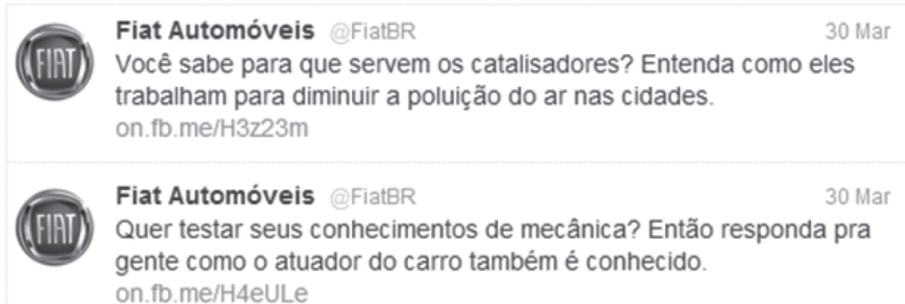 FIAT
Fiat Automóveis @FiatBR 30 Mar
Você sabe para que servem os catalisadores? Entenda como eles
trabalham para diminuir a poluição do ar nas cidades.
on.fb.me/H3z23m
FIAT
Fiat Automóveis @FiatBR 30 Mar
Quer testar seus conhecimentos de mecânica? Então responda pra
gente como o atuador do carro também é conhecido.
on.fb.me/H4eULe